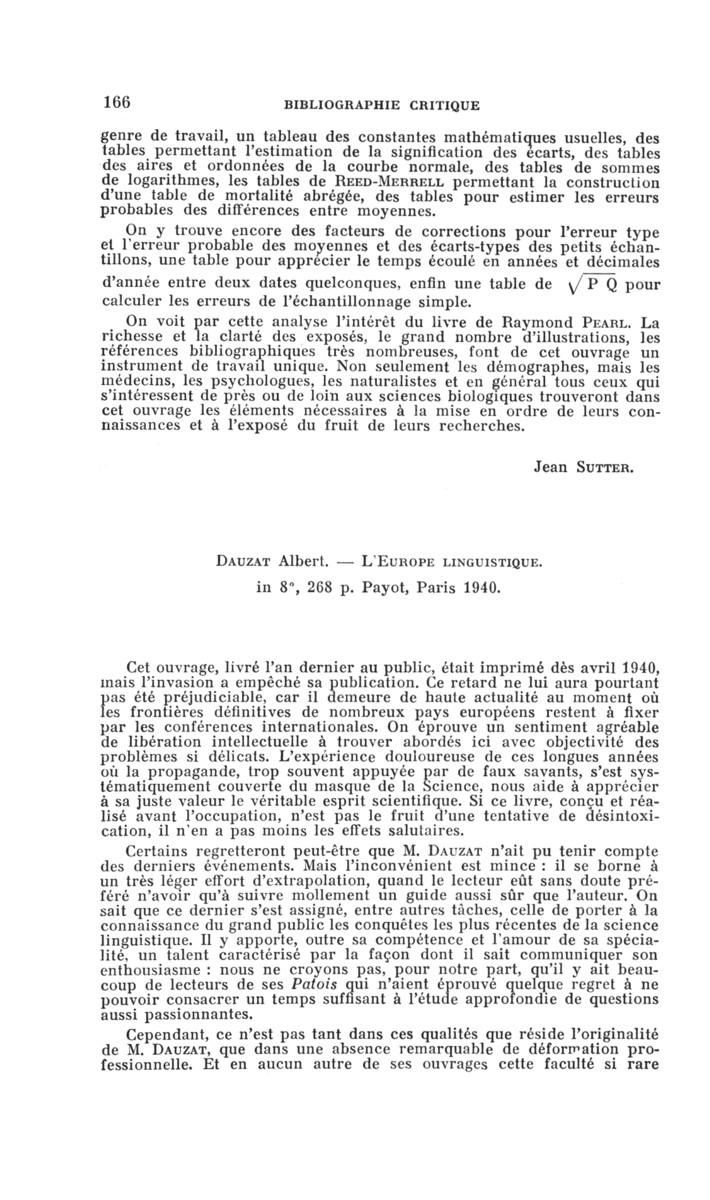 166 BIBLIOGRAPHIE CRITIQUE
genre de travail, un tableau des constantes mathématiques usuelles, des
tables permettant l'estimation de la signification des écarts, des tables
des aires et ordonnées de la courbe normale, des tables de sommes
de logarithmes, les tables de REED-MERRELL permettant la construction
d'une table de mortalité abrégée, des tables pour estimer les erreurs
probables des différences entre moyennes.
On y trouve encore des facteurs de corrections pour l'erreur type
et l'erreur probable des moyennes et des écarts-types des petits échan-
tillons, une table pour apprécier le temps écoulé en années et décimales
d'année entre deux dates quelconques, enfin une table de √P Q pour
calculer les erreurs de l'échantillonnage simple.
On voit par cette analyse l'intérêt du livre de Raymond PEARL. La
richesse et la clarté des exposés, le grand nombre d'illustrations, les
références bibliographiques très nombreuses, font de cet ouvrage un
instrument de travail unique. Non seulement les démographes, mais les
médecins, les psychologues, les naturalistes et en général tous ceux qui
s'intéressent de près ou de loin aux sciences biologiques trouveront dans
cet ouvrage les éléments nécessaires à la mise en ordre de leurs con-
naissances et à l'exposé du fruit de leurs recherches.
Jean SUTTER.
DAUZAT Albert. — L'EUROPE LINGUISTIQUE.
in 8°, 268 p. Payot, Paris 1940.
Cet ouvrage, livré l'an dernier au public, était imprimé dès avril 1940,
mais l'invasion a empêché sa publication. Ce retard ne lui aura pourtant
pas été préjudiciable, car il demeure de haute actualité au moment où
les frontières définitives de nombreux pays européens restent à fixer
par les conférences internationales. On éprouve un sentiment agréable
de libération intellectuelle à trouver abordés ici avec objectivité des
problèmes si délicats. L'expérience douloureuse de ces longues années
où la propagande, trop souvent appuyée par de faux savants, s'est sys-
tématiquement couverte du masque de la Science, nous aide à apprécier
à sa juste valeur le véritable esprit scientifique. Si ce livre, conçu et réa-
lisé avant l'occupation, n'est pas le fruit d'une tentative de désintoxi-
cation, il n'en a pas moins les effets salutaires.
Certains regretteront peut-être que M. DAUZAT n'ait pu tenir compte
des derniers événements. Mais l'inconvénient est mince : il se borne à
un très léger effort d'extrapolation, quand le lecteur eût sans doute pré-
féré n'avoir qu'à suivre mollement un guide aussi sûr que l'auteur. On
sait que ce dernier s'est assigné, entre autres tâches, celle de porter à la
connaissance du grand public les conquêtes les plus récentes de la science
linguistique. Il y apporte, outre sa compétence et l'amour de sa spécia-
lité, un talent caractérisé par la façon dont il sait communiquer son
enthousiasme : nous ne croyons pas, pour notre part, qu'il y ait beau-
coup de lecteurs de ses Patois qui n'aient éprouvé quelque regret à ne
pouvoir consacrer un temps suffisant à l'étude approfondie de questions
aussi passionnantes.
Cependant, ce n'est pas tant dans ces qualités que réside l'originalité
de M. DAUZAT, que dans une absence remarquable de déformation pro-
fessionnelle. Et en aucun autre de ses ouvrages cette faculté si rare